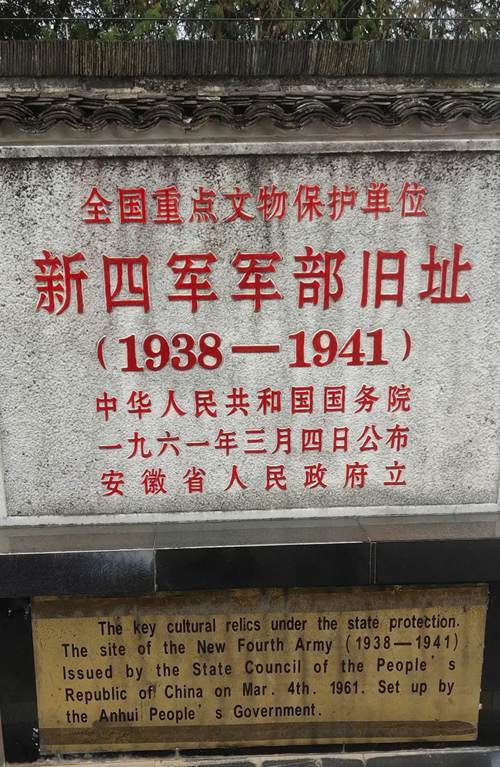 全国重点文物保护单位
新四军军部旧址
(1938—1941)
中华人民共和国国务院
一九六一年三月四日公布
安徽省人民政府立
The key cultural relics under the state protection.
The site of the New Fourth Army (1938—1941)
Issued by the State Council of the People's
Republic of China on Mar. 4th. 1961. Set up by
the Anhui People's Government.